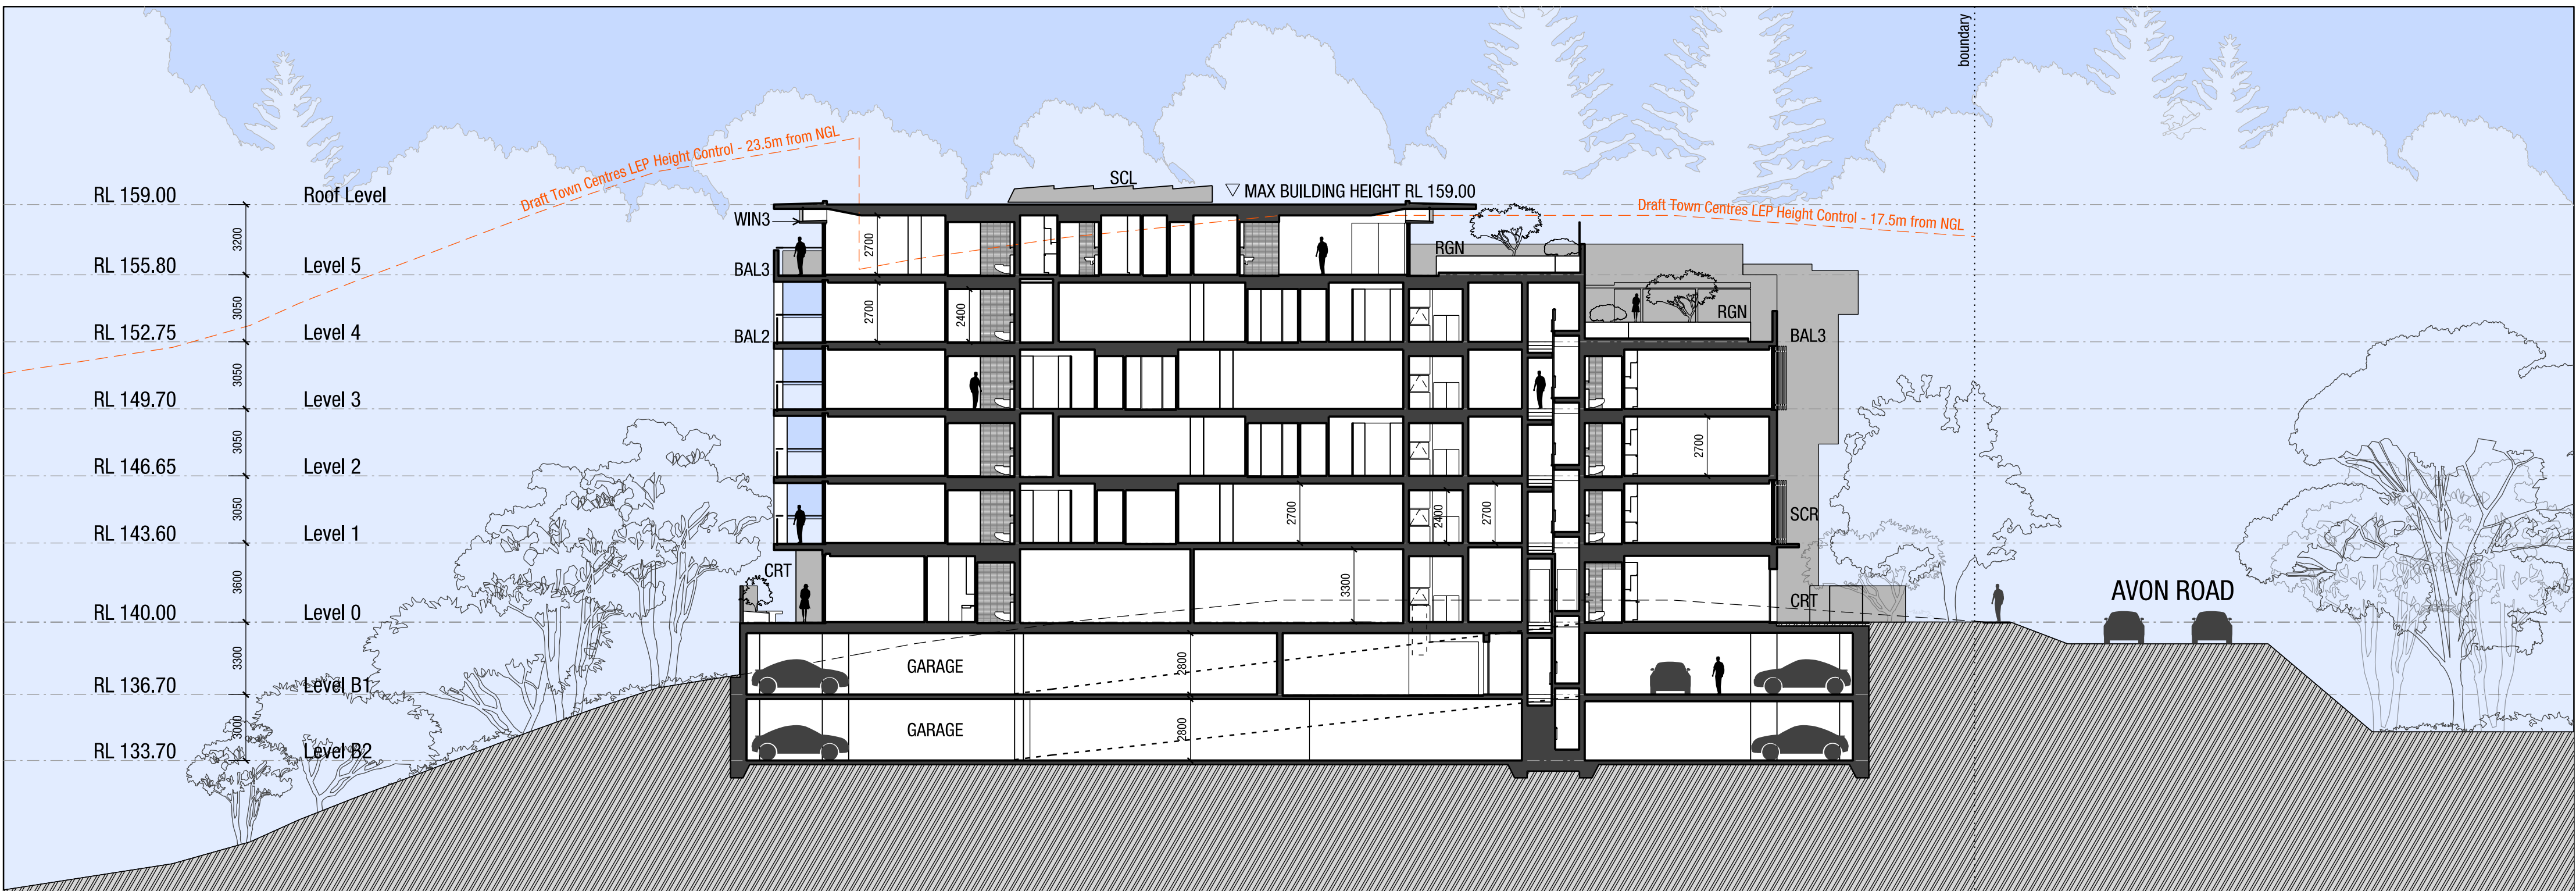 boundary
Draft Town Centres LEP Height Control - 23.5m from NGL
SCL
RL 159.00 Roof Level
MAX BUILDING HEIGHT RL 159.00
Draft Town Centres LEP Height Control - 17.5m from NGL
WIN3
3200
2700
RGN
RL 155.80 Level 5
BAL3
3050
2700
2400
RGN
RL 152.75 Level 4
BAL2
BAL3
3050
RL 149.70 Level 3
3050
2700
RL 146.65 Level 2
3050
2700
2400
2700
SCR
RL 143.60 Level 1
CRT
3600
3300
CRT
AVON ROAD
RL 140.00 Level 0
3300
GARAGE
2800
RL 136.70 Level B1
3000
GARAGE
2800
RL 133.70 Level B2